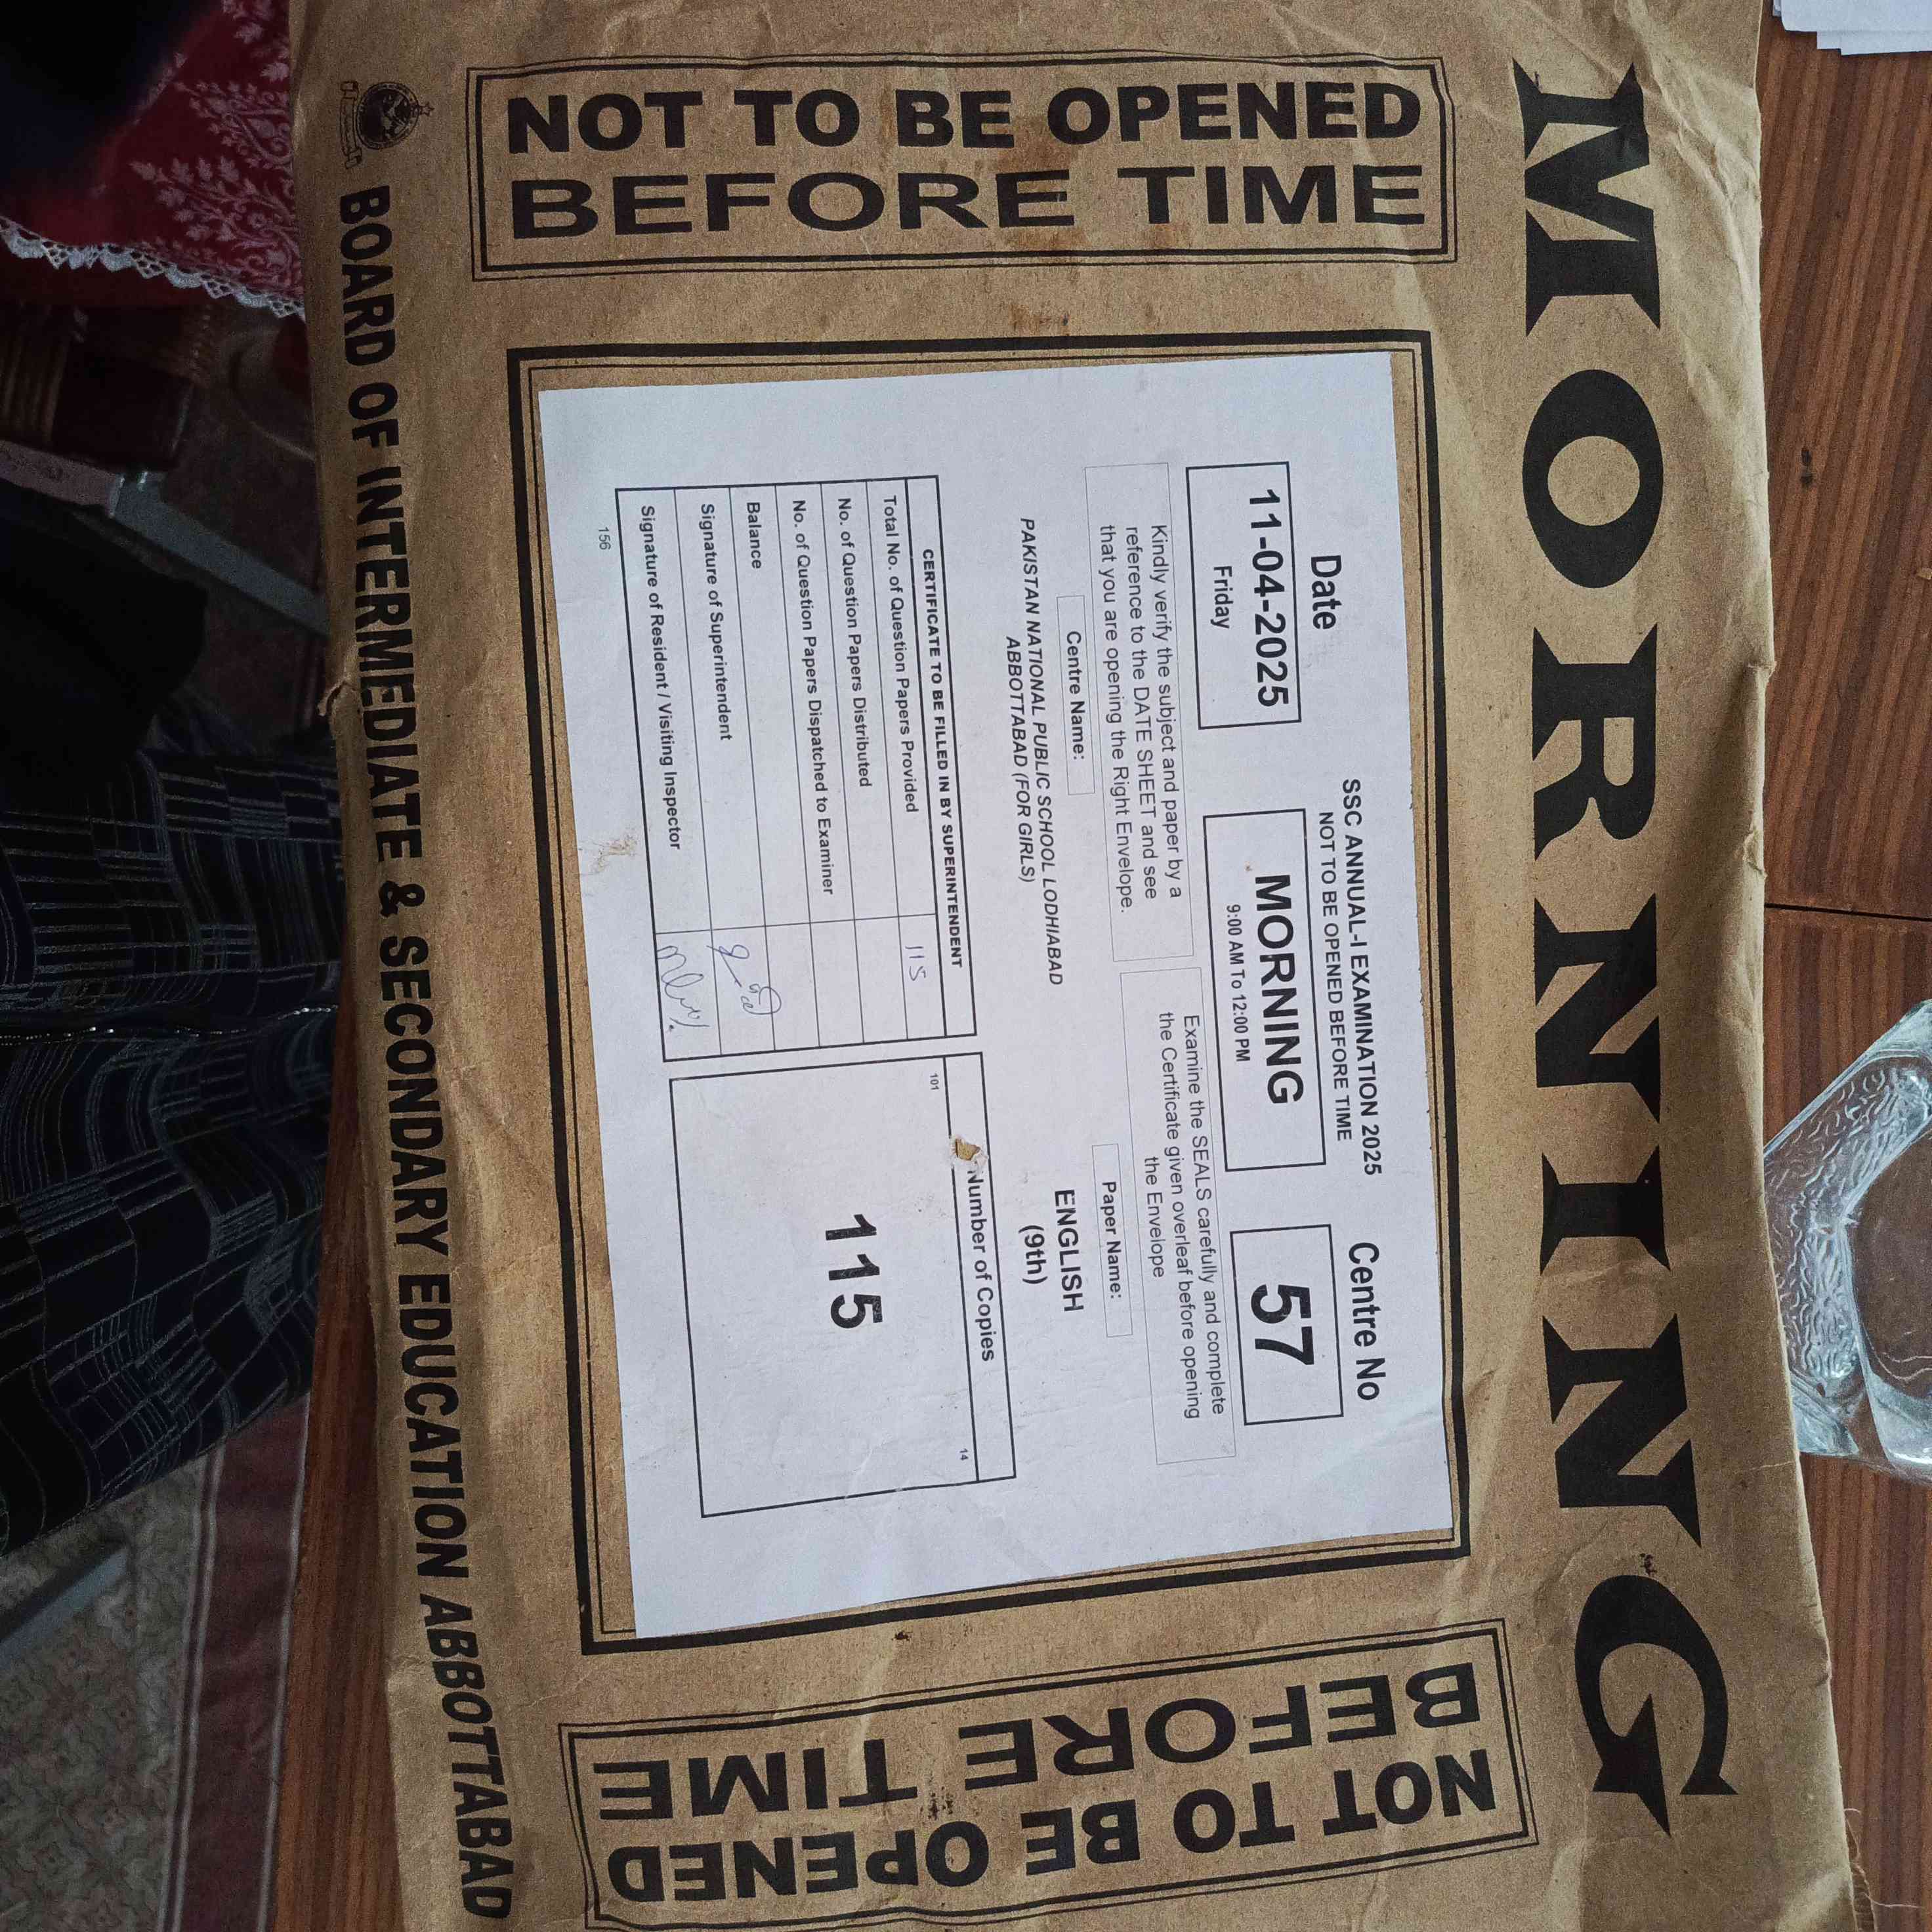 MORNING
NOT TO BE OPENED
BEFORE TIME
Date
11-04-2025
Friday
SSC ANNUAL-I EXAMINATION 2025
NOT TO BE OPENED BEFORE TIME
MORNING
9:00 AM To 12:00 PM
Centre No
57
Kindly verify the subject and paper by a
reference to the DATE SHEET and see
that you are opening the Right Envelope.
Examine the SEALS carefully and complete
the Certificate given overleaf before opening
the Envelope
Centre Name:
PAKISTAN NATIONAL PUBLIC SCHOOL LODHIABAD
ABBOTTABAD (FOR GIRLS)
Paper Name:
ENGLISH
(9th)
CERTIFICATE TO BE FILLED IN BY SUPERINTENDENT
Total No. of Question Papers Provided 115
No. of Question Papers Distributed
No. of Question Papers Dispatched to Examiner
Balance
Signature of Superintendent
Signature of Resident / Visiting Inspector
156
Number of Copies
101
14
115
NOT TO BE OPENED
BEFORE TIME
BOARD OF INTERMEDIATE & SECONDARY EDUCATION ABBOTTABAD